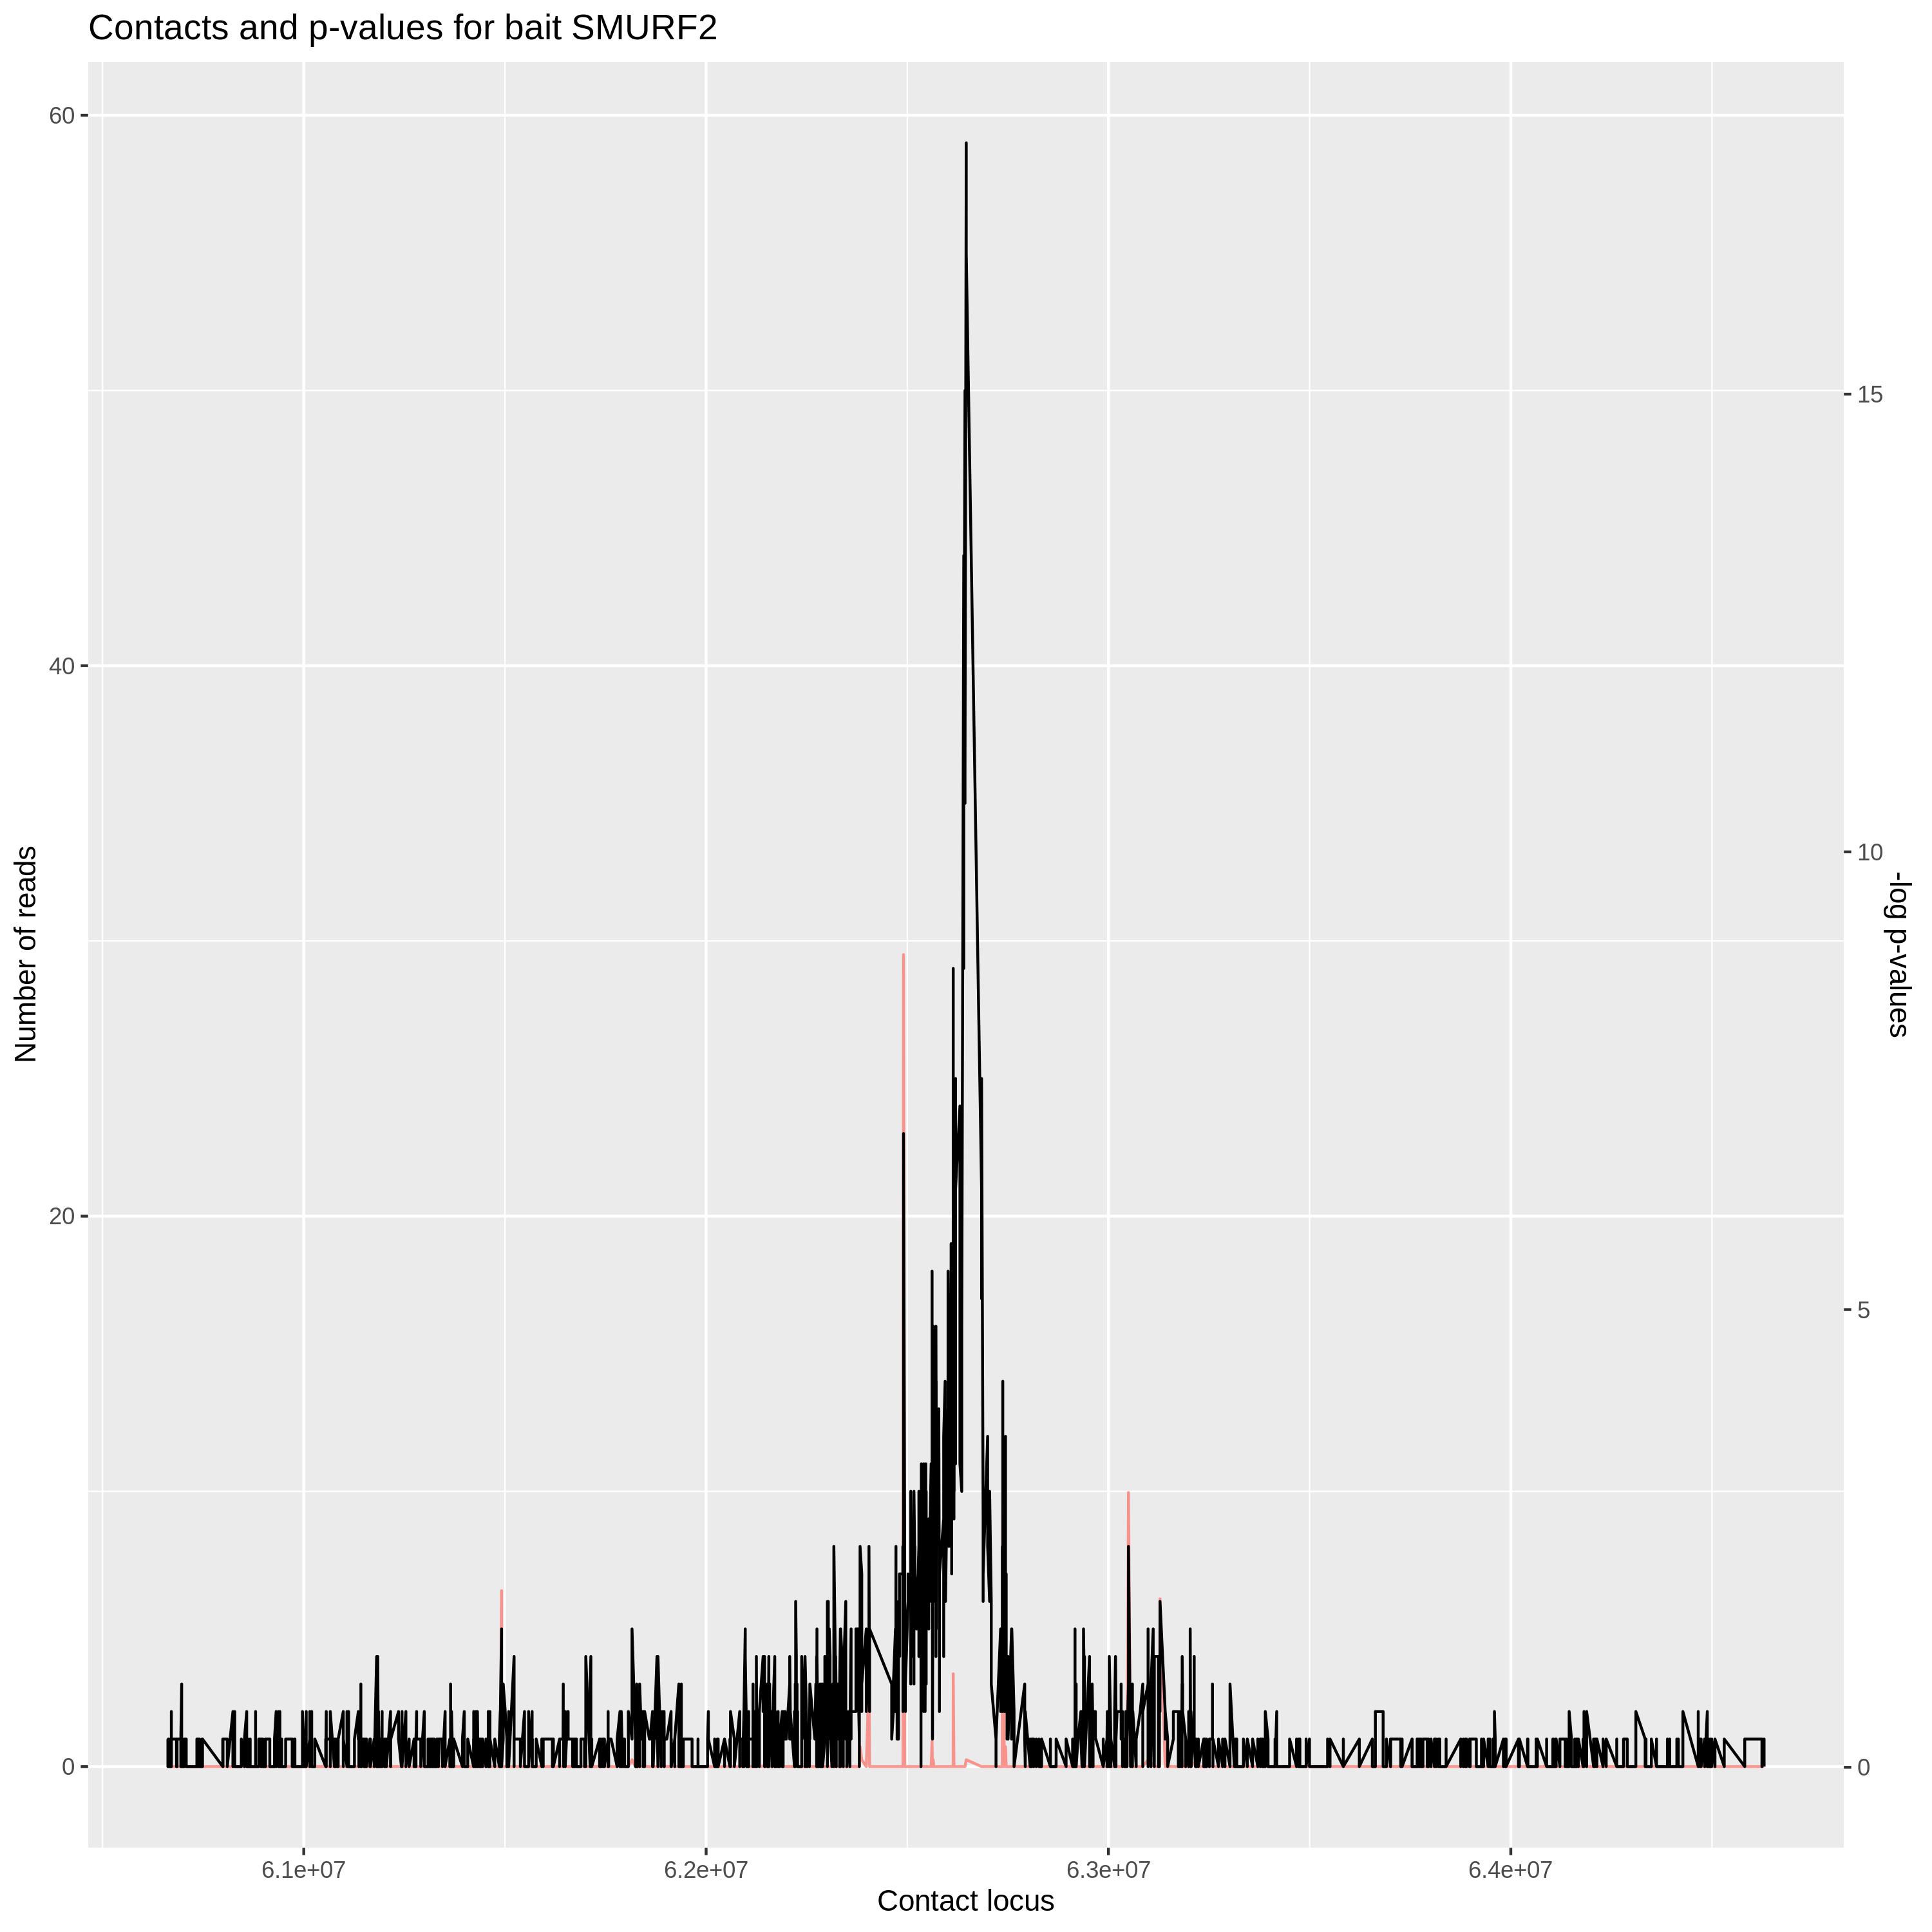 Contacts and p-values for bait SMURF2
60
40
20
0
15
10
5
0
Number of reads
-log p-values
6.1e+07
6.2e+07
6.3e+07
6.4e+07
Contact locus